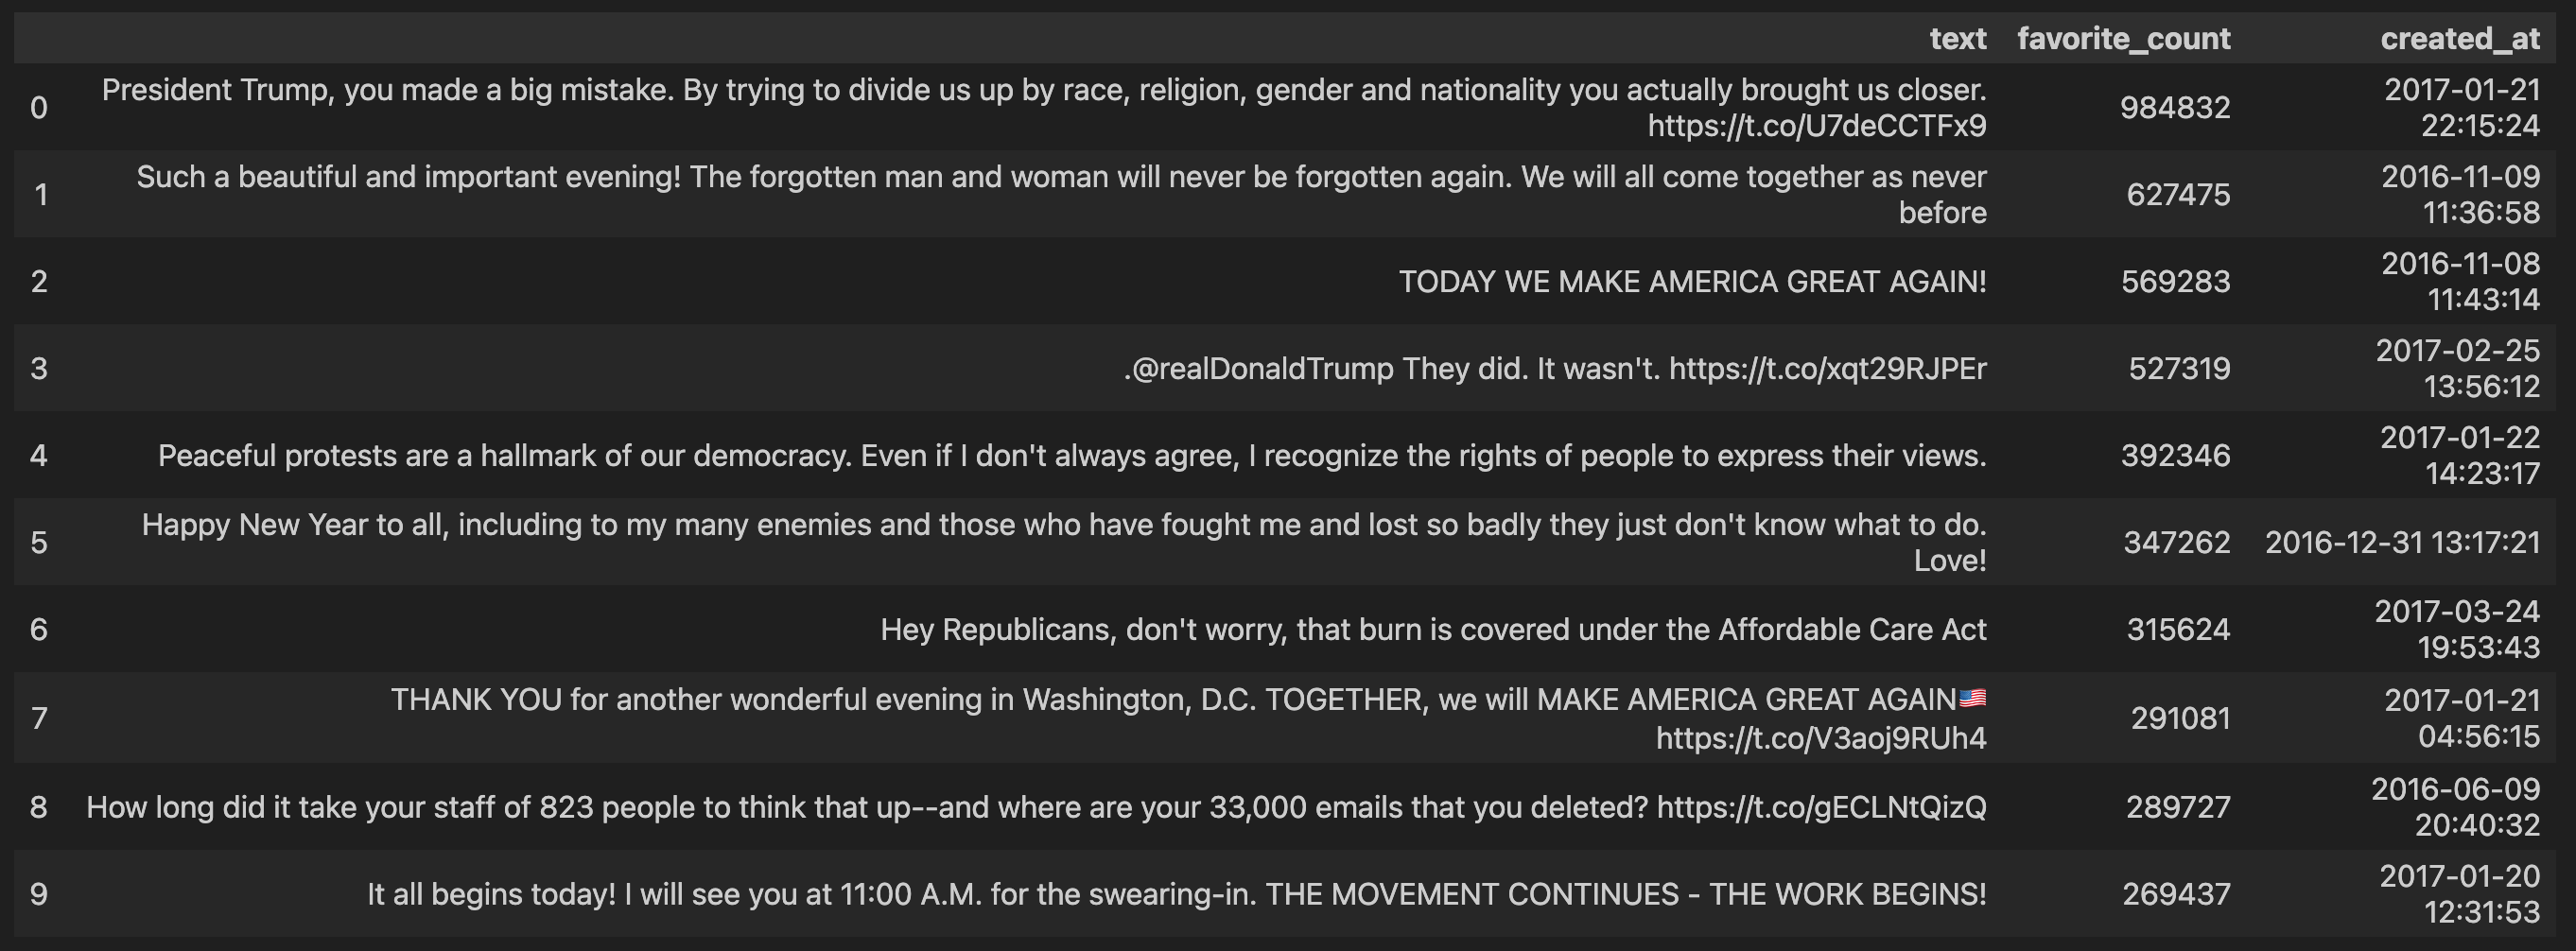 text favorite_count created_at
0 President Trump, you made a big mistake. By trying to divide us up by race, religion, gender and nationality you actually brought us closer. 984832 2017-01-21
https://t.co/U7deCCTFx9 22:15:24
1 Such a beautiful and important evening! The forgotten man and woman will never be forgotten again. We will all come together as never 627475 2016-11-09
before 11:36:58
2 TODAY WE MAKE AMERICA GREAT AGAIN! 569283 2016-11-08
11:43:14
3 .@realDonaldTrump They did. It wasn't. https://t.co/xqt29RJPEr 527319 2017-02-25
13:56:12
4 Peaceful protests are a hallmark of our democracy. Even if I don't always agree, I recognize the rights of people to express their views. 392346 2017-01-22
14:23:17
5 Happy New Year to all, including to my many enemies and those who have fought me and lost so badly they just don't know what to do. 347262 2016-12-31 13:17:21
Love!
6 Hey Republicans, don't worry, that burn is covered under the Affordable Care Act 315624 2017-03-24
19:53:43
7 THANK YOU for another wonderful evening in Washington, D.C. TOGETHER, we will MAKE AMERICA GREAT AGAIN🇺🇸 291081 2017-01-21
https://t.co/V3aoj9RUh4 04:56:15
8 How long did it take your staff of 823 people to think that up--and where are your 33,000 emails that you deleted? https://t.co/gECLNtQizQ 289727 2016-06-09
20:40:32
9 It all begins today! I will see you at 11:00 A.M. for the swearing-in. THE MOVEMENT CONTINUES - THE WORK BEGINS! 269437 2017-01-20
12:31:53